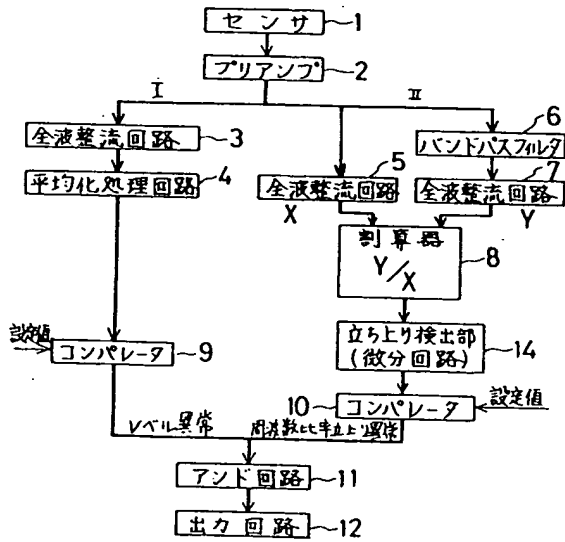 センサ 1
プリアンプ 2
I
II
6
バンドパスフィルタ
全液整流回路 3
5
7
平均化処理回路 4
全液整流回路
全液整流回路
X
Y
割算器
Y/X
8
立ち上り検出部
(微分回路)
14
設定値
コンパレータ 9
10 コンパレータ
設定値
レベル異常
周波数比率立上り異常
アンド回路 11
出力回路 12